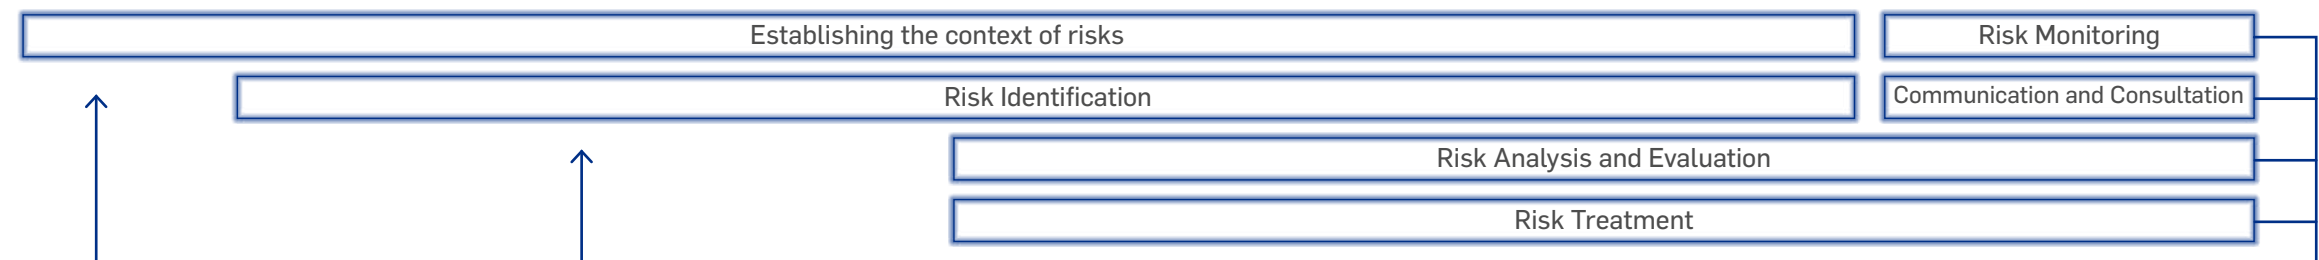 Establishing the context of risks
Risk Monitoring
Risk Identification
Communication and Consultation
Risk Analysis and Evaluation
Risk Treatment